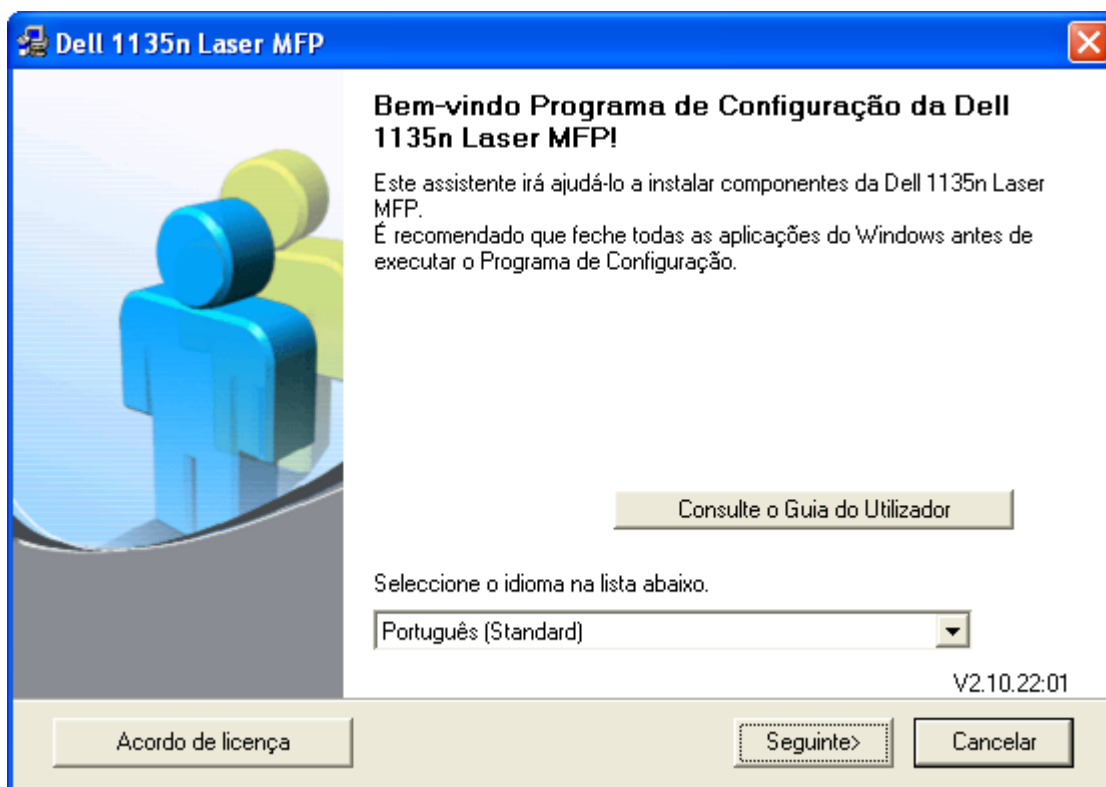 Dell 1135n Laser MFP
Bem-vindo Programa de Configuração da Dell
1135n Laser MFP!
Este assistente irá ajudá-lo a instalar componentes da Dell 1135n Laser
MFP.
É recomendado que feche todas as aplicações do Windows antes de
executar o Programa de Configuração.
Consulte o Guia do Utilizador
Seleccione o idioma na lista abaixo.
Português (Standard)
V2.10.22:01
Acordo de licença
Seguinte>
Cancelar